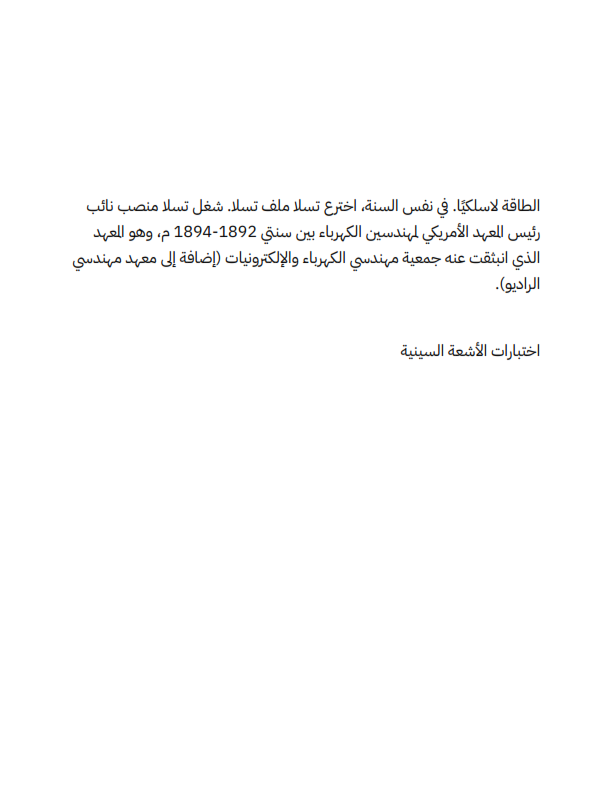 الطاقة لاسلكيًا. في نفس السنة، اخترع تسلا ملف تسلا. شغل تسلا منصب نائب
رئيس المعهد الأمريكي لمهندسين الكهرباء بين سنتي 1892-1894 م، وهو المعهد
الذي انبثقت عنه جمعية مهندسي الكهرباء والإلكترونيات (إضافة إلى معهد مهندسي
الراديو).
اختبارات الأشعة السينية